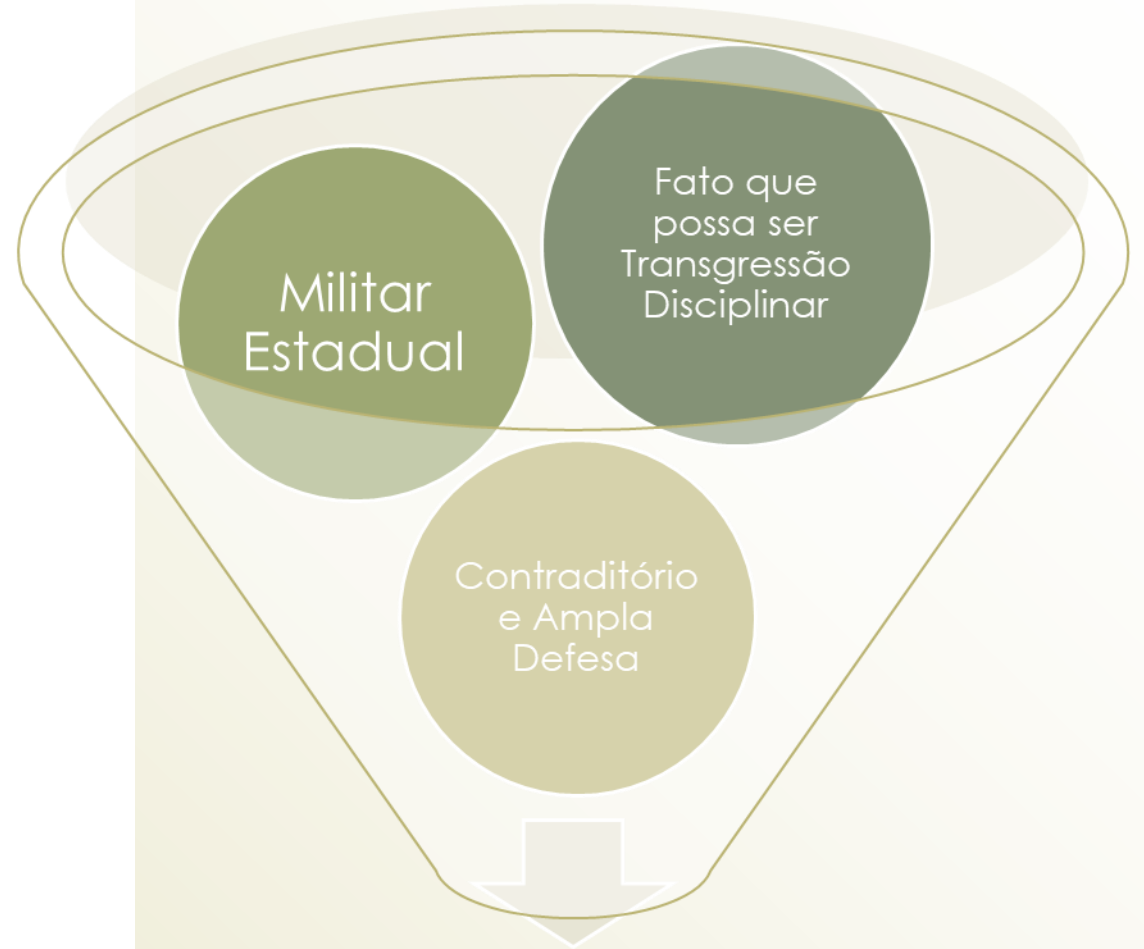 Militar
Estadual
Fato que
possa ser
Transgressão
Disciplinar
Contraditório
e Ampla
Defesa